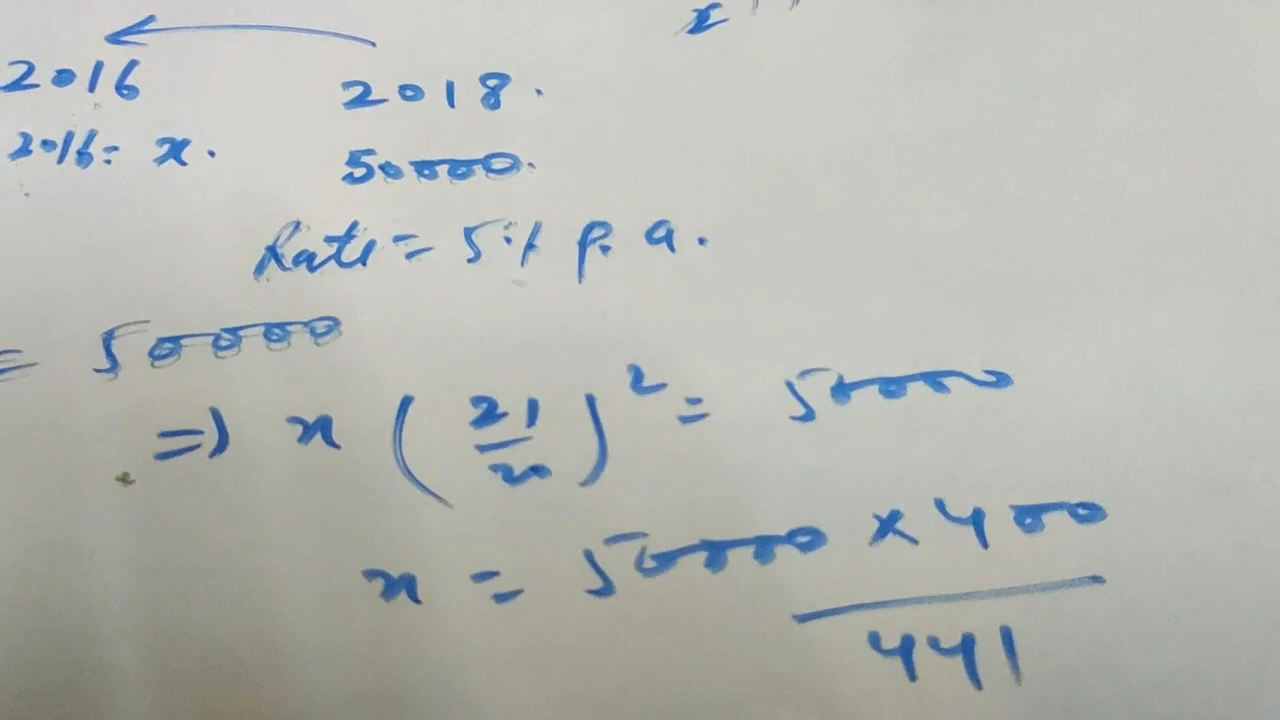 x
2016 2018.
2016= x. 50000.
Rate = 5% p.a.
= 50000
=> x (21/20)² = 50000
x = 50000 x 400
441